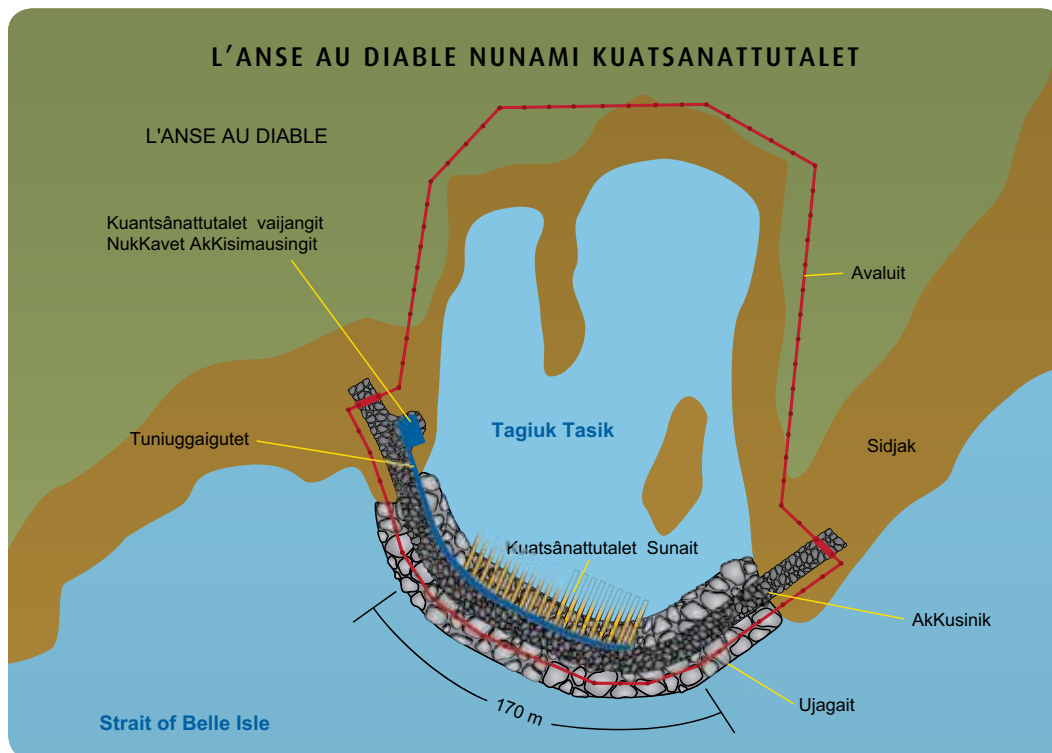 L'ANSE AU DIABLE NUNAMI KUATSANATTUTALET
L'ANSE AU DIABLE
Kuantsânattutalet vaijangit
NukKavet AkKisimausingit
Avaluit
Tuniuggaigutet
Tagiuk Tasik
Sidjak
Kuatsânattutalet Sunait
AkKusinik
Ujagait
170 m
Strait of Belle Isle